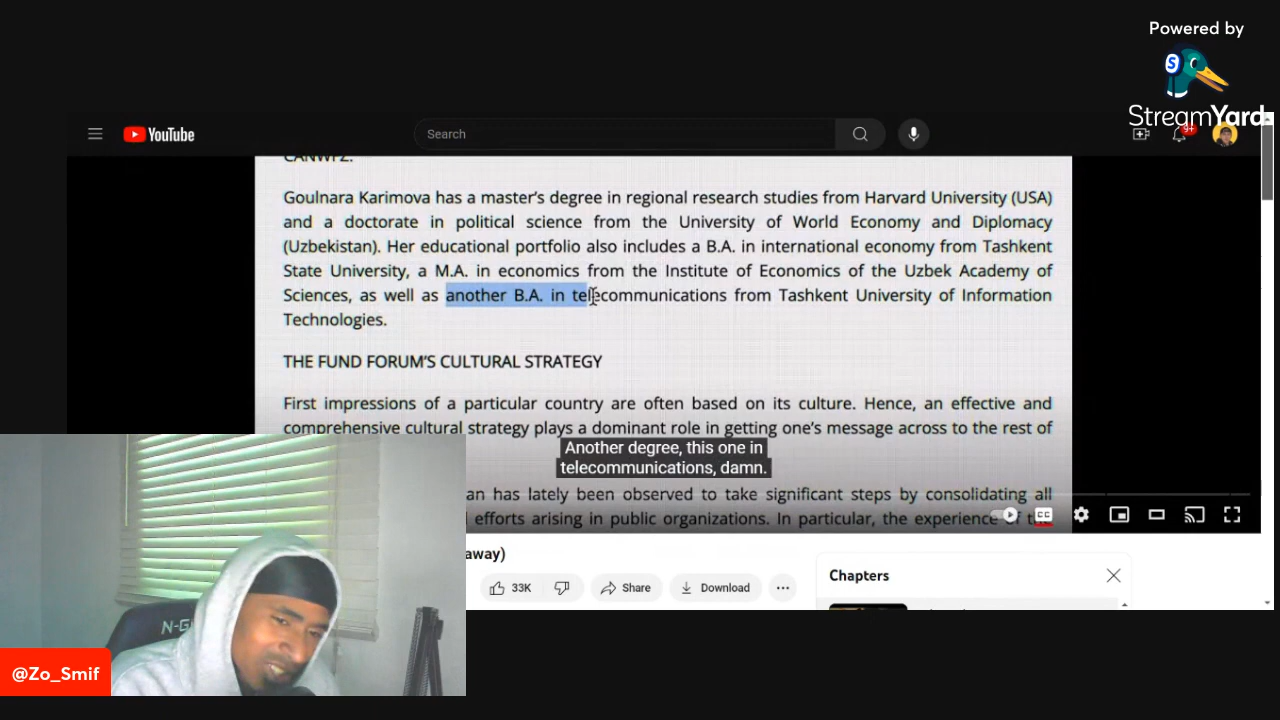 Powered by
StreamYard
YouTube
Search
9+
CANWFZ.
Goulnara Karimova has a master's degree in regional research studies from Harvard University (USA)
and a doctorate in political science from the University of World Economy and Diplomacy
(Uzbekistan). Her educational portfolio also includes a B.A. in international economy from Tashkent
State University, a M.A. in economics from the Institute of Economics of the Uzbek Academy of
Sciences, as well as another B.A. in telecommunications from Tashkent University of Information
Technologies.
THE FUND FORUM'S CULTURAL STRATEGY
First impressions of a particular country are often based on its culture. Hence, an effective and
comprehensive cultural strategy plays a dominant role in getting one's message across to the rest of
Another degree, this one in
telecommunications, damn.
an has lately been observed to take significant steps by consolidating all
efforts arising in public organizations. In particular, the experience of the
CC
away)
33K
Share
Download
Chapters
N-G
@Zo_Smif